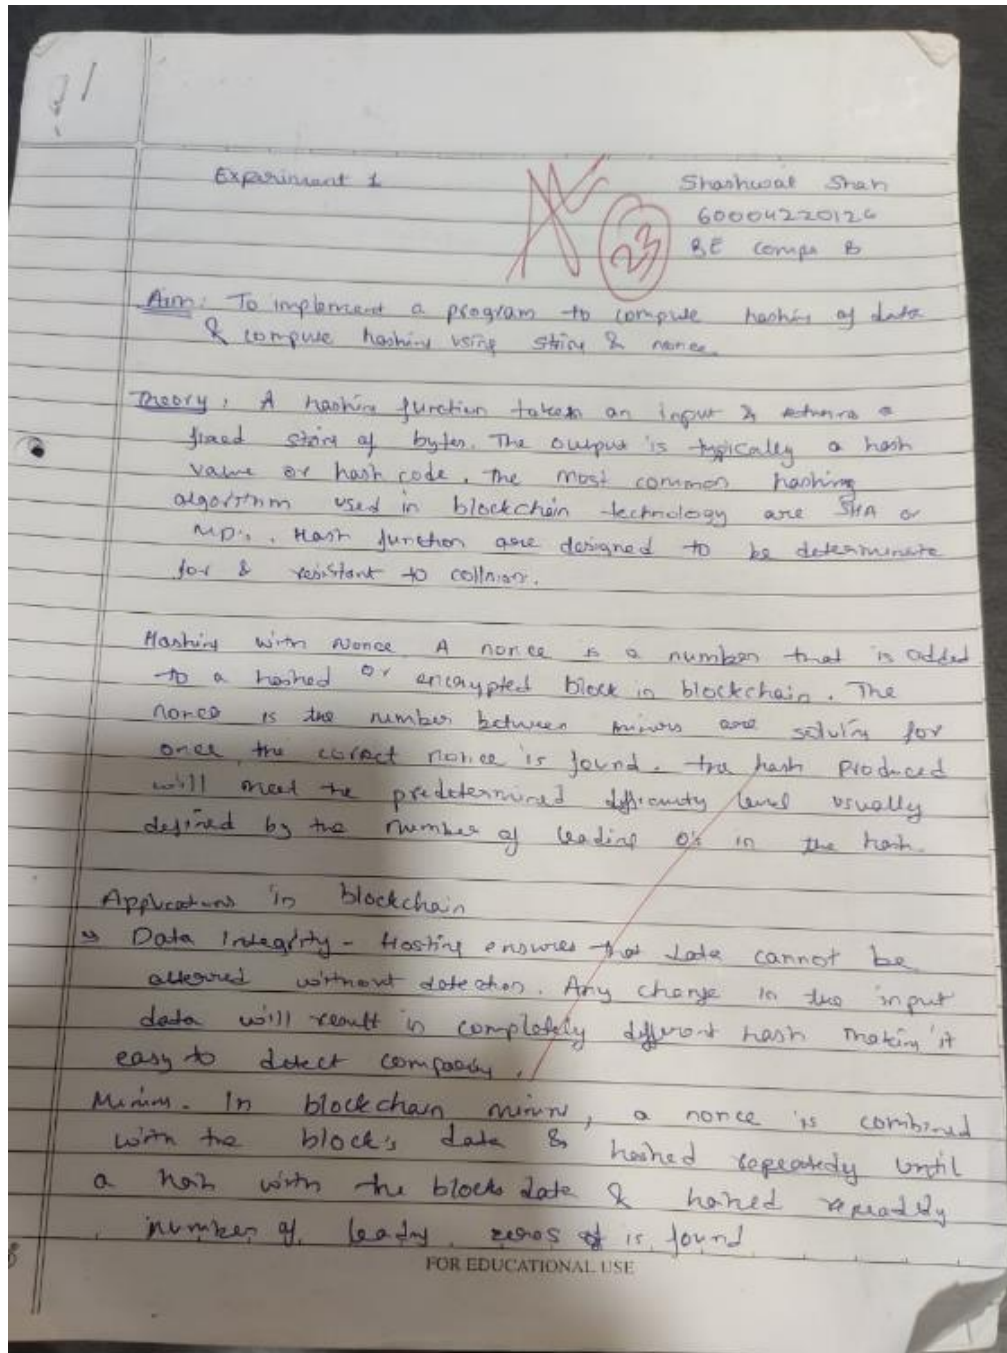 Experiment 1
Shashwat Shah
60004220126
BE Comps B
23
Aim: To implement a program to compute hashing of data
& compute hashing using string & nonce.
Theory: A hashing function takes an input & returns a
fixed string of bytes. The output is typically a hash
value or hash code. The most common hashing
algorithm used in blockchain technology are SHA or
Hash function are designed to be determinate
for & resistant to collision.
Hashing with Nonce A nonce is a number that is added
to a hashed or encrypted block in blockchain. The
nonce is the number between miners are solving for
once the correct nonce is found. the hash produced
will meet the predetermined difficulty level usually
defined by the number of leading 0's in the hash.
Applications in blockchain
Data Integrity - Hasting ensures that data cannot be
altered without detection. Any change in the input
data will result in completely different hash making it
easy to detect
Mining. In blockchain mining, a nonce is combined
with the block's data & hashed repeatedly until
a hash with the blocks data & hashed repeatedly
number of leading zeros is found
FOR EDUCATIONAL USE